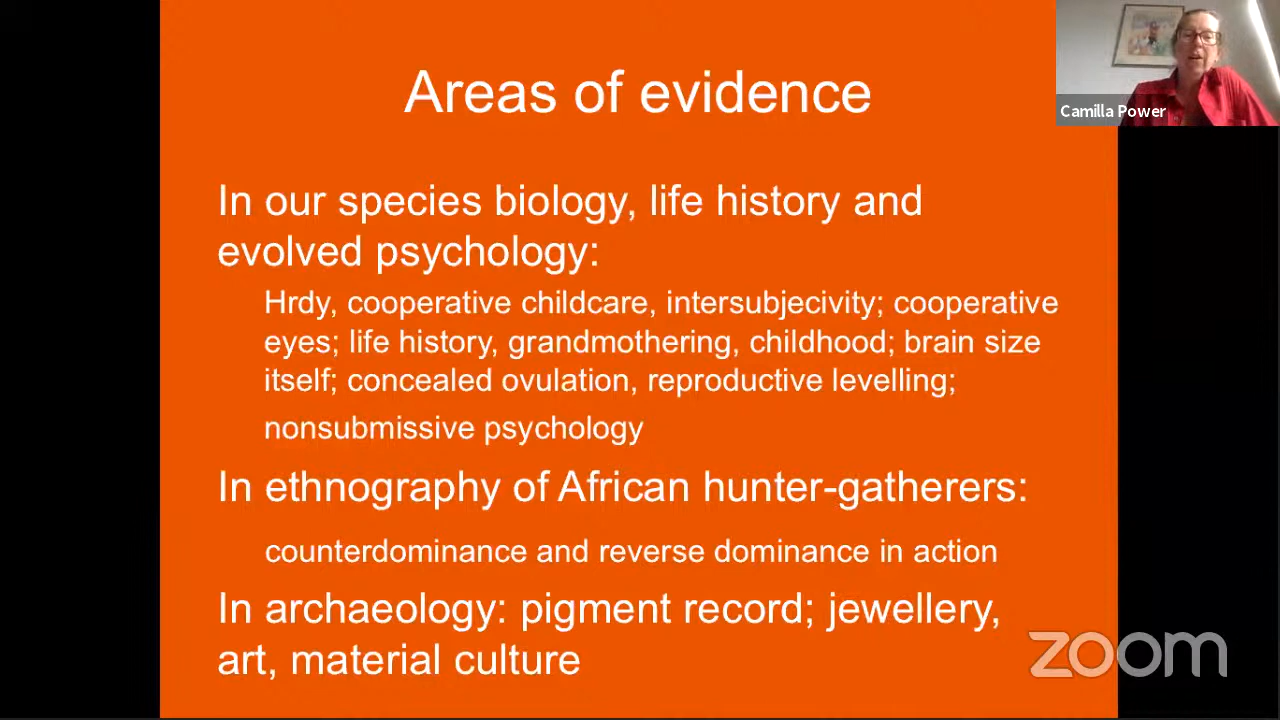 Areas of evidence
Camilla Power
In our species biology, life history and
evolved psychology:
Hrdy, cooperative childcare, intersubjecivity; cooperative
eyes; life history, grandmothering, childhood; brain size
itself; concealed ovulation, reproductive levelling;
nonsubmissive psychology
In ethnography of African hunter-gatherers:
counterdominance and reverse dominance in action
In archaeology: pigment record; jewellery,
art, material culture
zoom